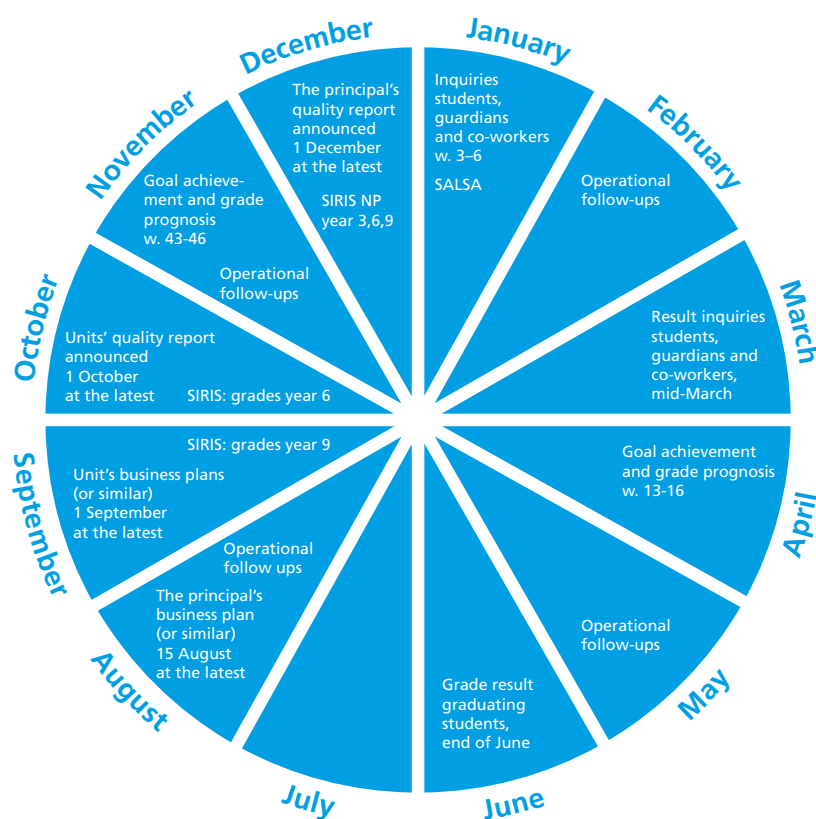 January
Inquiries
students,
guardians
and co-workers
w. 3–6
SALSA
February
Operational
follow-ups
March
Result inquiries
students,
guardians and
co-workers,
mid-March
April
Goal achievement
and grade prognosis
w. 13-16
May
Operational
follow-ups
June
Grade result
graduating
students,
end of June
July
August
Operational
follow ups
The principal’s
business plan
(or similar)
15 August
at the latest
September
SIRIS: grades year 9
Unit’s business plans
(or similar)
1 September
at the latest
October
Units’ quality report
announced
1 October
at the latest
SIRIS: grades year 6
November
Goal achieve-
ment and grade
prognosis
w. 43-46
Operational
follow-ups
December
The principal’s
quality report
announced
1 December
at the latest
SIRIS NP
year 3,6,9